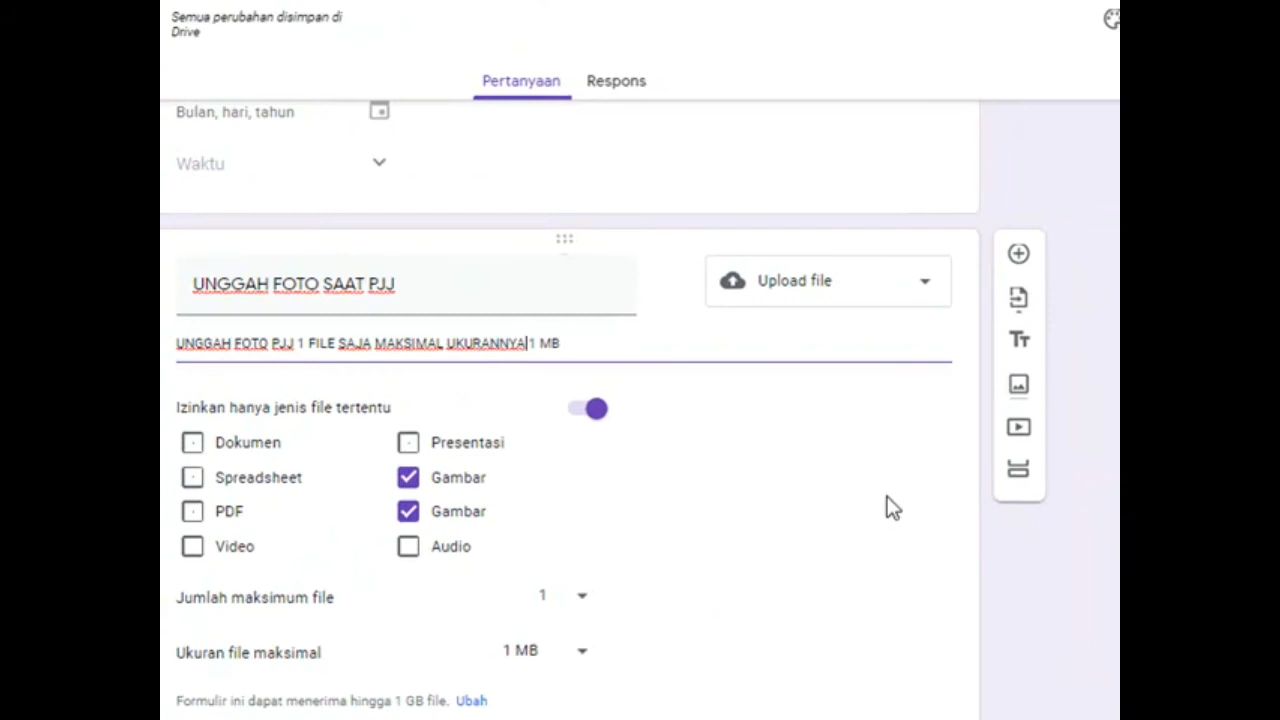 Semua perubahan disimpan di
Drive
Pertanyaan Respons
Bulan, hari, tahun
Waktu
UNGGAH FOTO SAAT PJJ
Upload file
UNGGAH FOTO PJJ 1 FILE SAJA MAKSIMAL UKURANNYA 1 MB
Izinkan hanya jenis file tertentu
Dokumen Presentasi
Spreadsheet Gambar
PDF Gambar
Video Audio
Jumlah maksimum file 1
Ukuran file maksimal 1 MB
Formulir ini dapat menerima hingga 1 GB file. Ubah